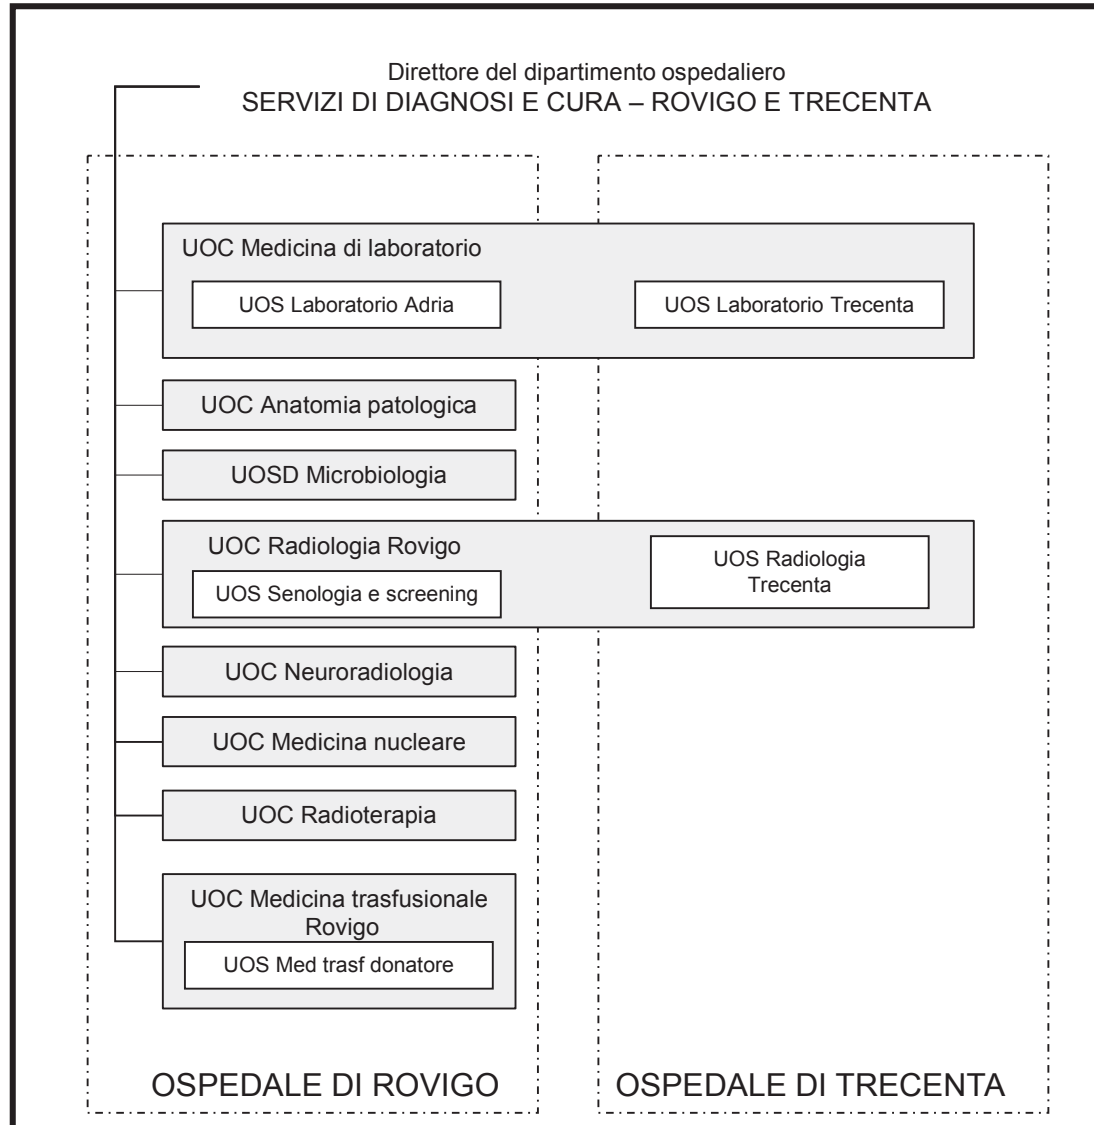 Direttore del dipartimento ospedaliero
SERVIZI DI DIAGNOSI E CURA – ROVIGO E TRECENTA
UOC Medicina di laboratorio
UOS Laboratorio Adria
UOS Laboratorio Trecenta
UOC Anatomia patologica
UOSD Microbiologia
UOC Radiologia Rovigo
UOS Senologia e screening
UOS Radiologia
Trecenta
UOC Neuroradiologia
UOC Medicina nucleare
UOC Radioterapia
UOC Medicina trasfusionale
Rovigo
UOS Med trasf donatore
OSPEDALE DI ROVIGO
OSPEDALE DI TRECENTA